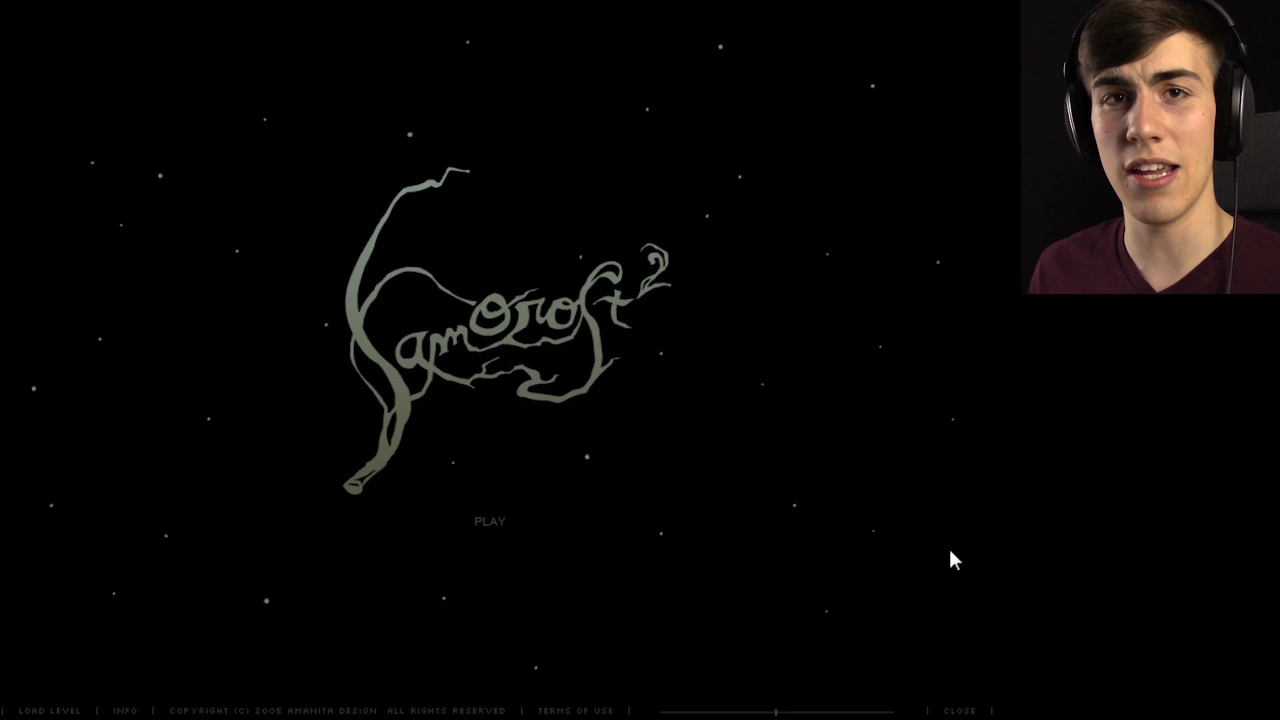 Samorost 2
PLAY
| LOAD LEVEL | INFO | COPYRIGHT (C) 2005 AMANITA DESIGN ALL RIGHTS RESERVED | TERMS OF USE | | CLOSE |